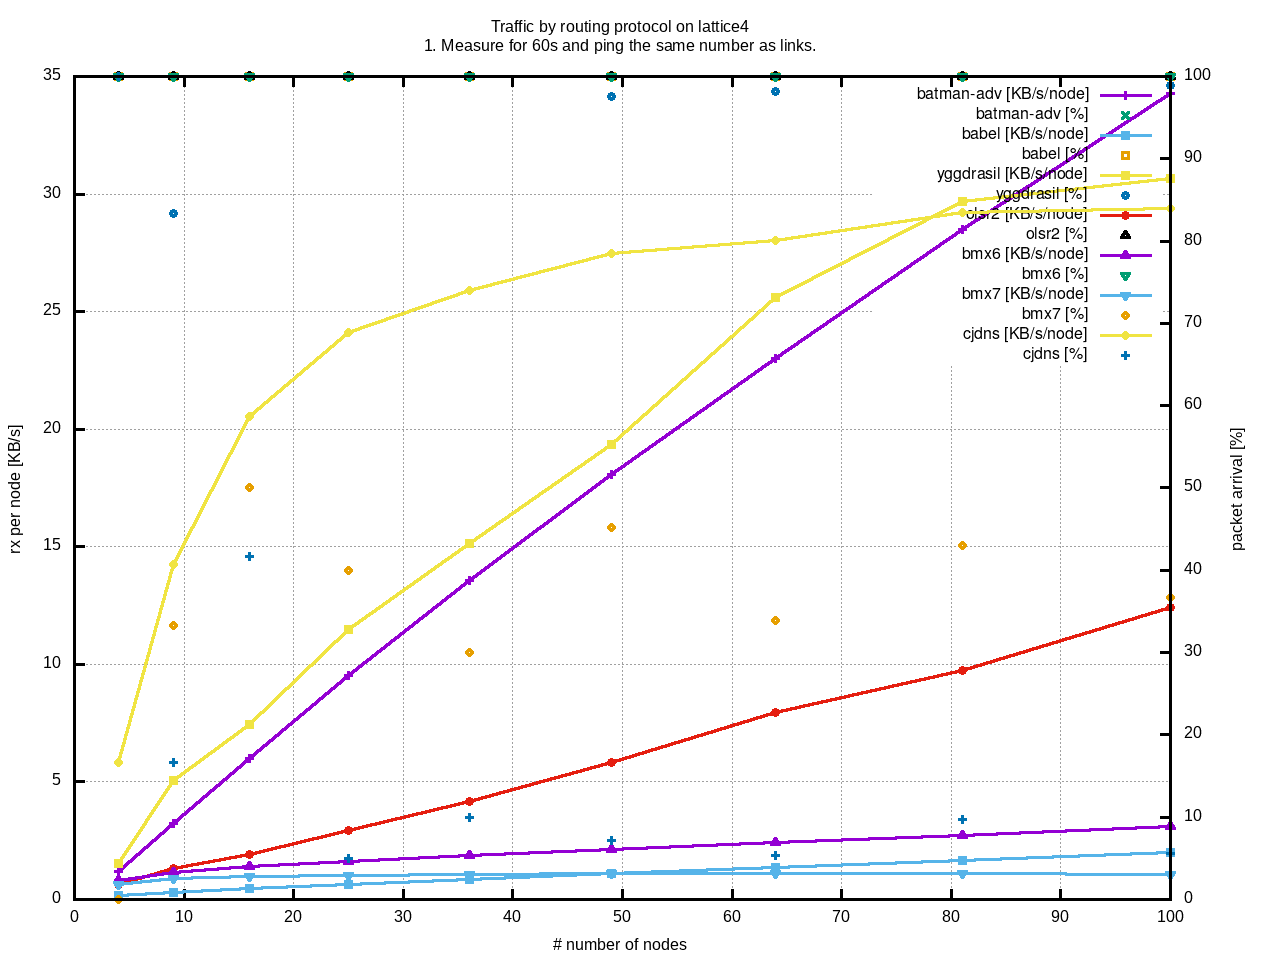 Traffic by routing protocol on lattice4
1. Measure for 60s and ping the same number as links.
35
30
25
20
15
10
5
0
rx per node [KB/s]
0 10 20 30 40 50 60 70 80 90 100
# number of nodes
100
90
80
70
60
50
40
30
20
10
0
packet arrival [%]
batman-adv [KB/s/node]
batman-adv [%]
babel [KB/s/node]
babel [%]
yggdrasil [KB/s/node]
yggdrasil [%]
olsr2 [KB/s/node]
olsr2 [%]
bmx6 [KB/s/node]
bmx6 [%]
bmx7 [KB/s/node]
bmx7 [%]
cjdns [KB/s/node]
cjdns [%]